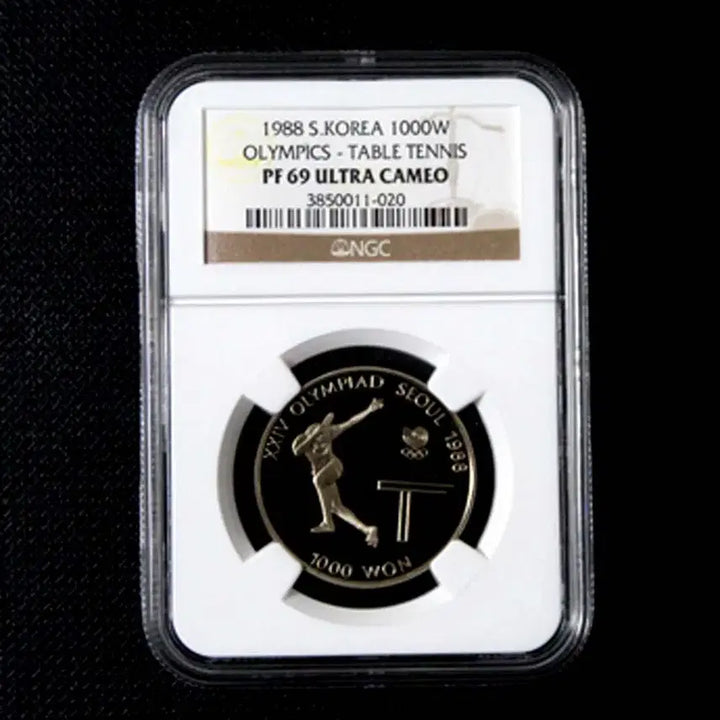 1988 S.KOREA 1000W
OLYMPICS - TABLE TENNIS
PF 69 ULTRA CAMEO
3850011-020
NGC
XXIV OLYMPIAD SEOUL 1988
1000 WON